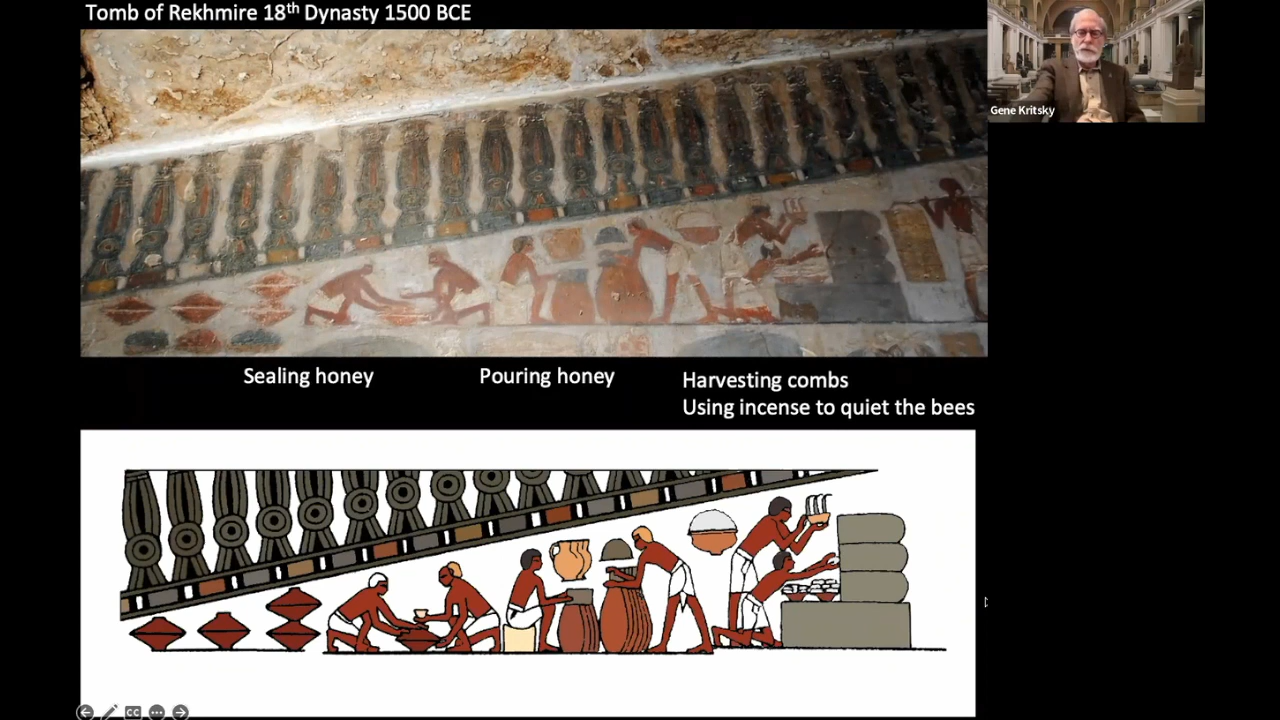 Tomb of Rekhmire 18th Dynasty 1500 BCE
Gene Kritsky
Sealing honey
Pouring honey
Harvesting combs
Using incense to quiet the bees
CC